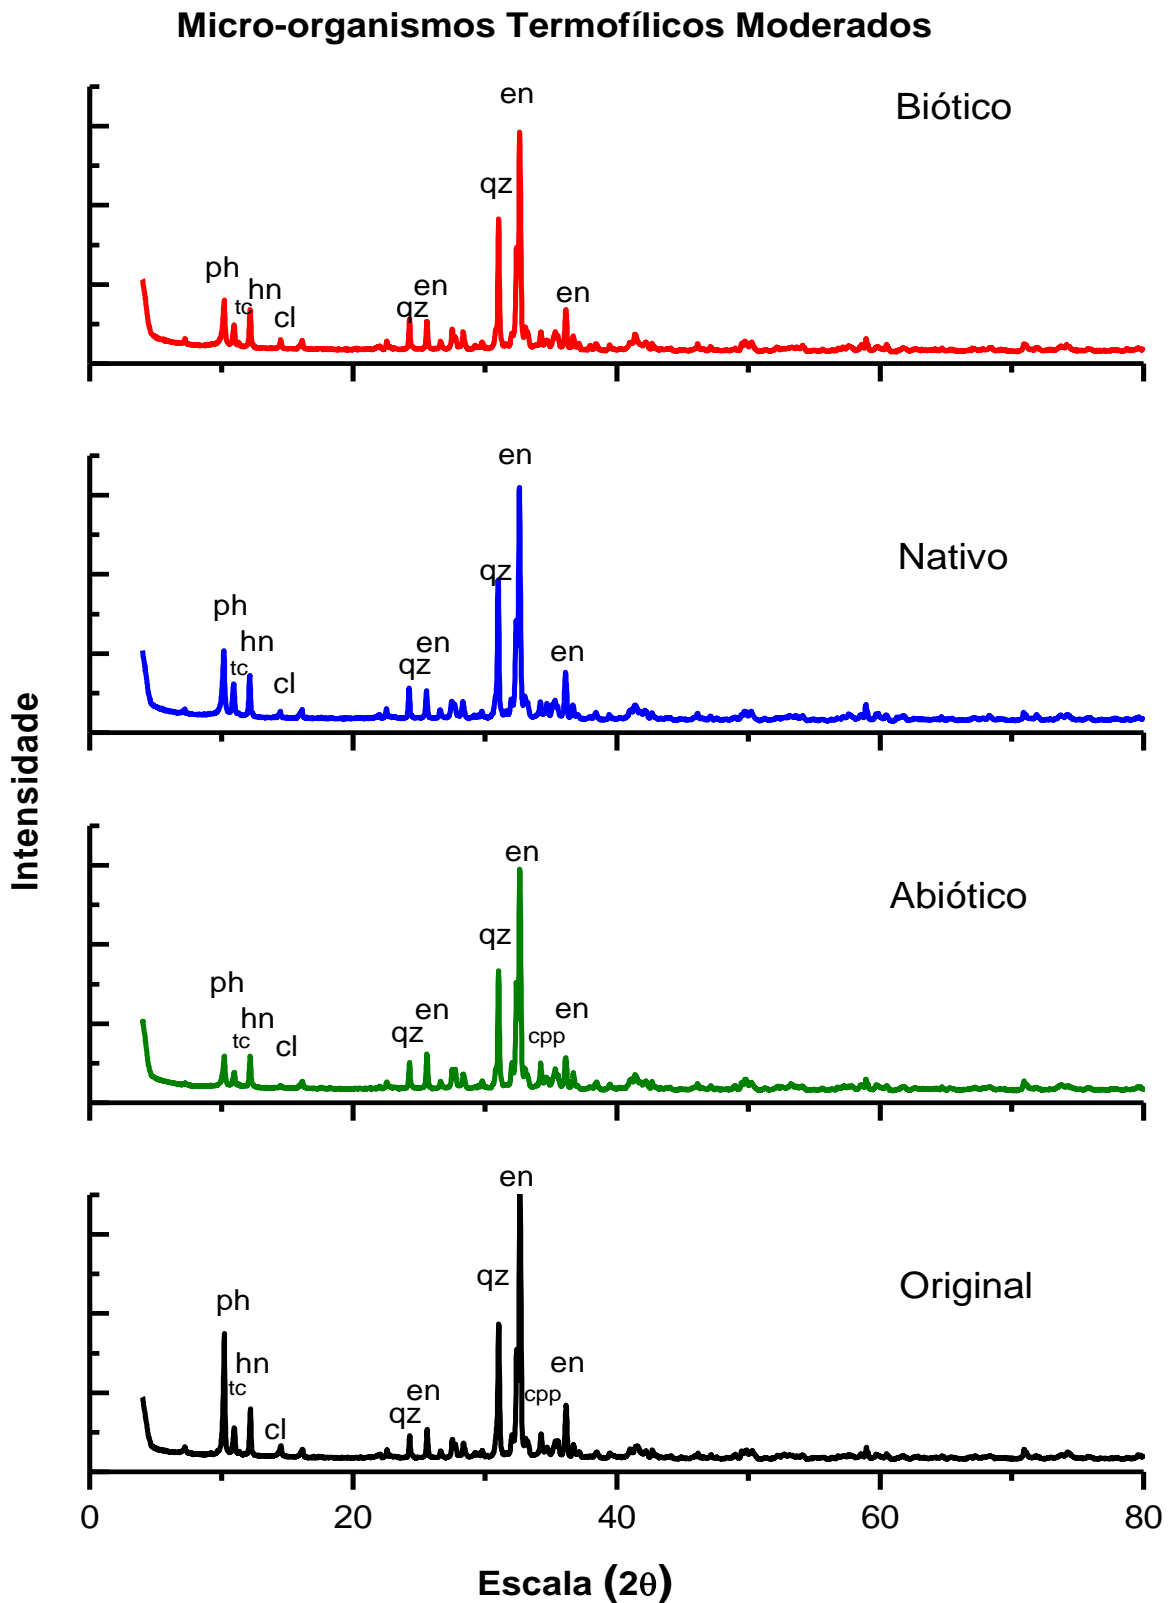 Micro-organismos Termofílicos Moderados
en
Biótico
qz
ph
tc
hn
cl
qz
en
en
en
Nativo
qz
ph
tc
hn
cl
qz
en
en
Intensidade
en
Abiótico
qz
ph
tc
hn
cl
qz
en
cpp
en
en
Original
qz
ph
tc
hn
cl
qz
en
cpp
en
0 20 40 60 80
Escala (2θ)